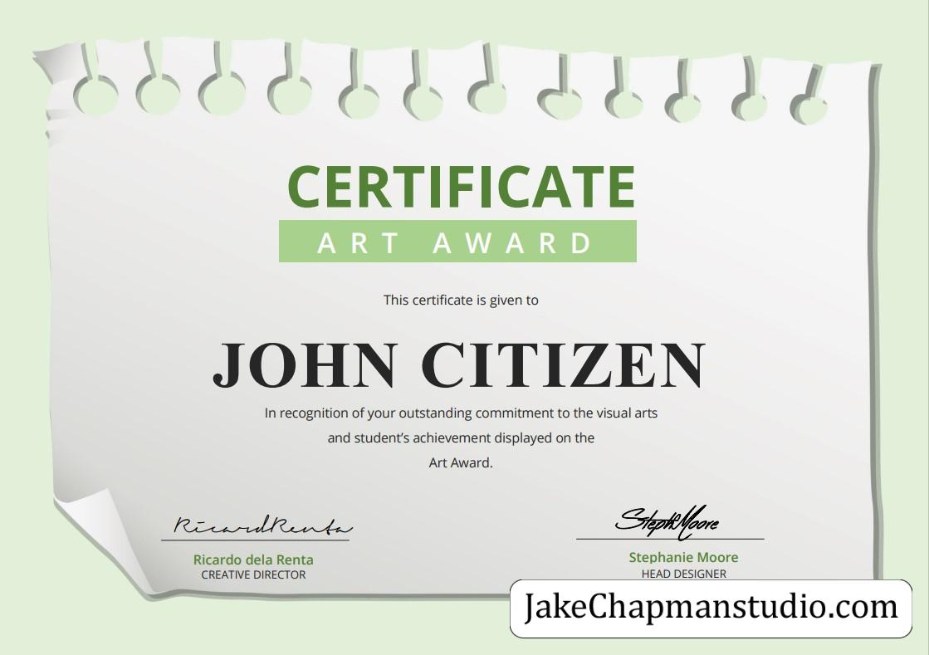 CERTIFICATE
ART AWARD
This certificate is given to
JOHN CITIZEN
In recognition of your outstanding commitment to the visual arts
and student’s achievement displayed on the
Art Award.
RicardRenta
StephMoore
Ricardo dela Renta
Stephanie Moore
CREATIVE DIRECTOR
HEAD DESIGNER
JakeChapmanstudio.com